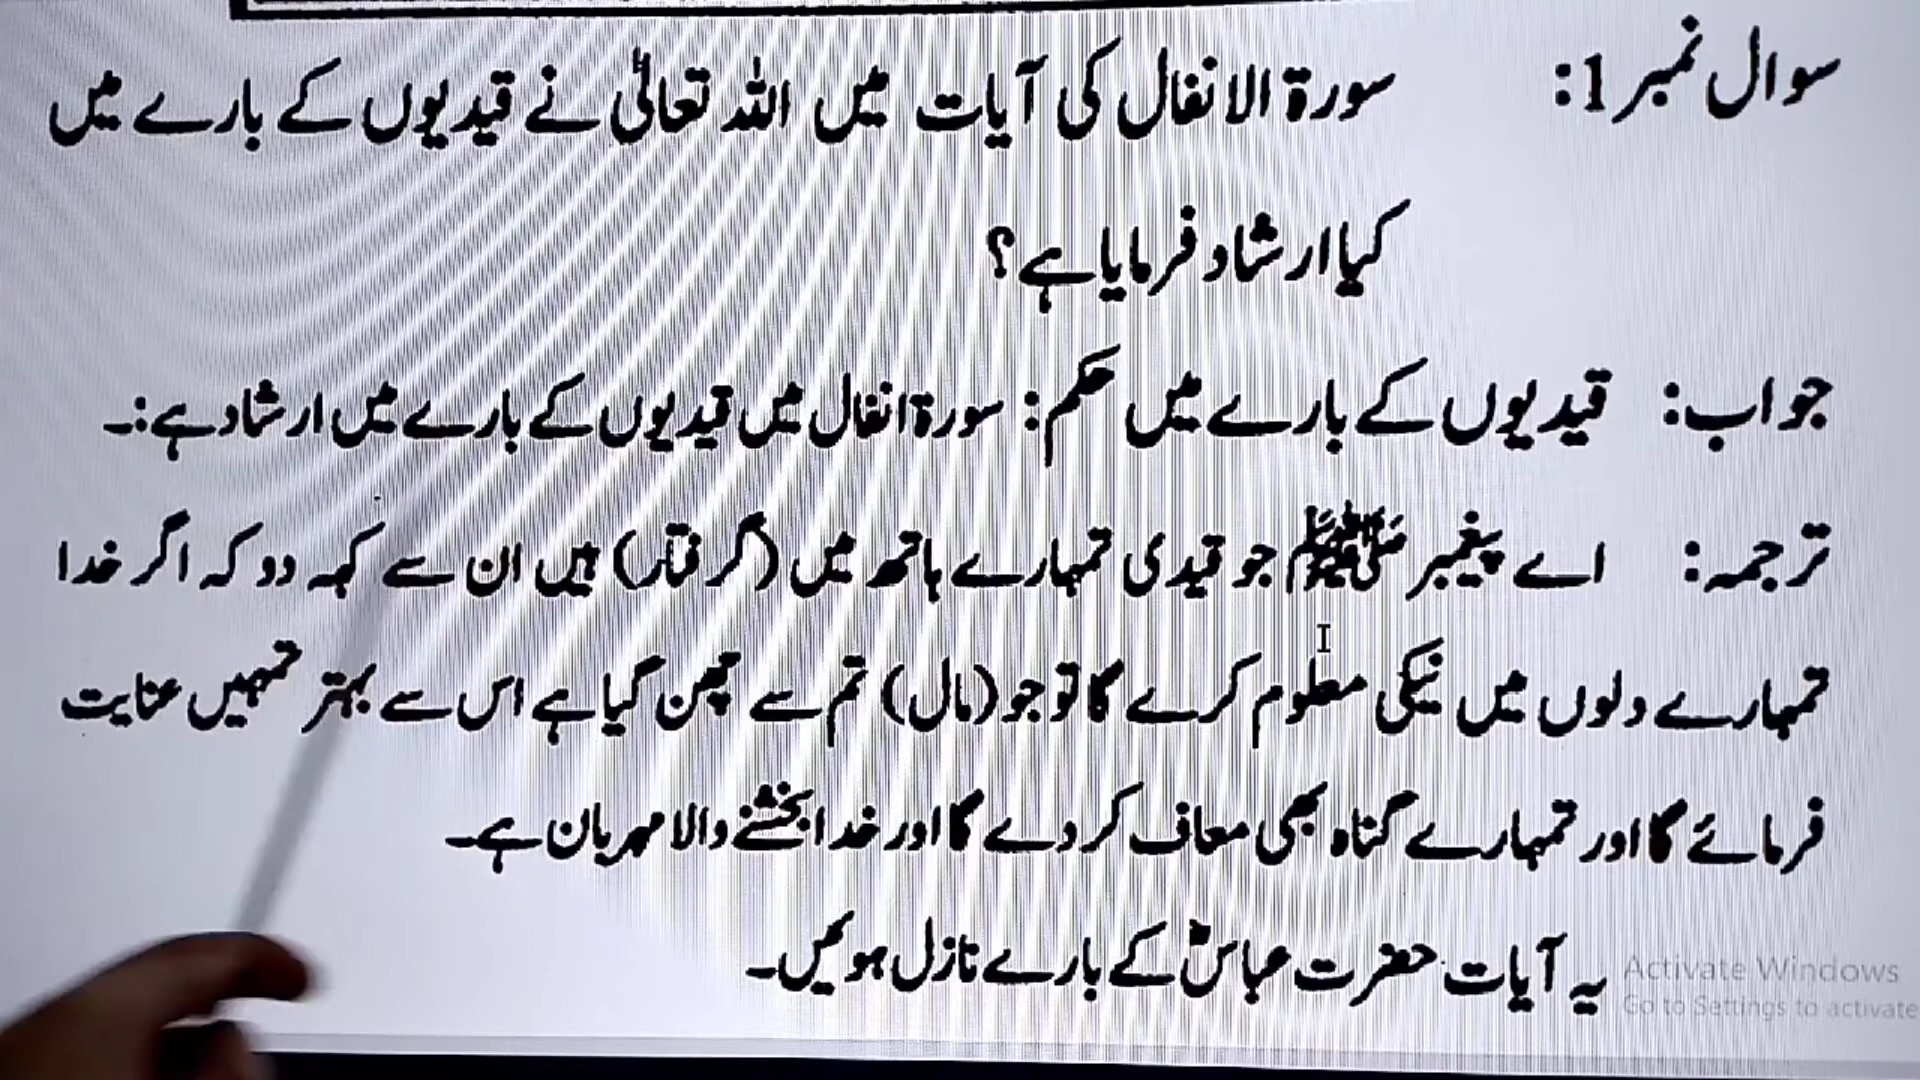 سوال نمبر1: سورۃ الانفال کی آیات میں اللہ تعالیٰ نے قیدیوں کے بارے میں
کیا ارشاد فرمایا ہے؟
جواب: قیدیوں کے بارے میں حکم: سورۃ انفال میں قیدیوں کے بارے میں ارشاد ہے:۔
ترجمہ: اے پیغمبر ﷺ جو قیدی تمہارے ہاتھ میں (گرفتار) ہیں ان سے کہہ دو کہ اگر خدا
تمہارے دلوں میں نیکی معلوم کرے گا تو جو (مال) تم سے چھن گیا ہے اس سے بہتر تمہیں عنایت
فرمائے گا اور تمہارے گناہ بھی معاف کر دے گا اور خدا بخشنے والا مہربان ہے۔
یہ آیات حضرت عباسؓ کے بارے نازل ہوئیں۔
Activate Windows
Go to Settings to activate